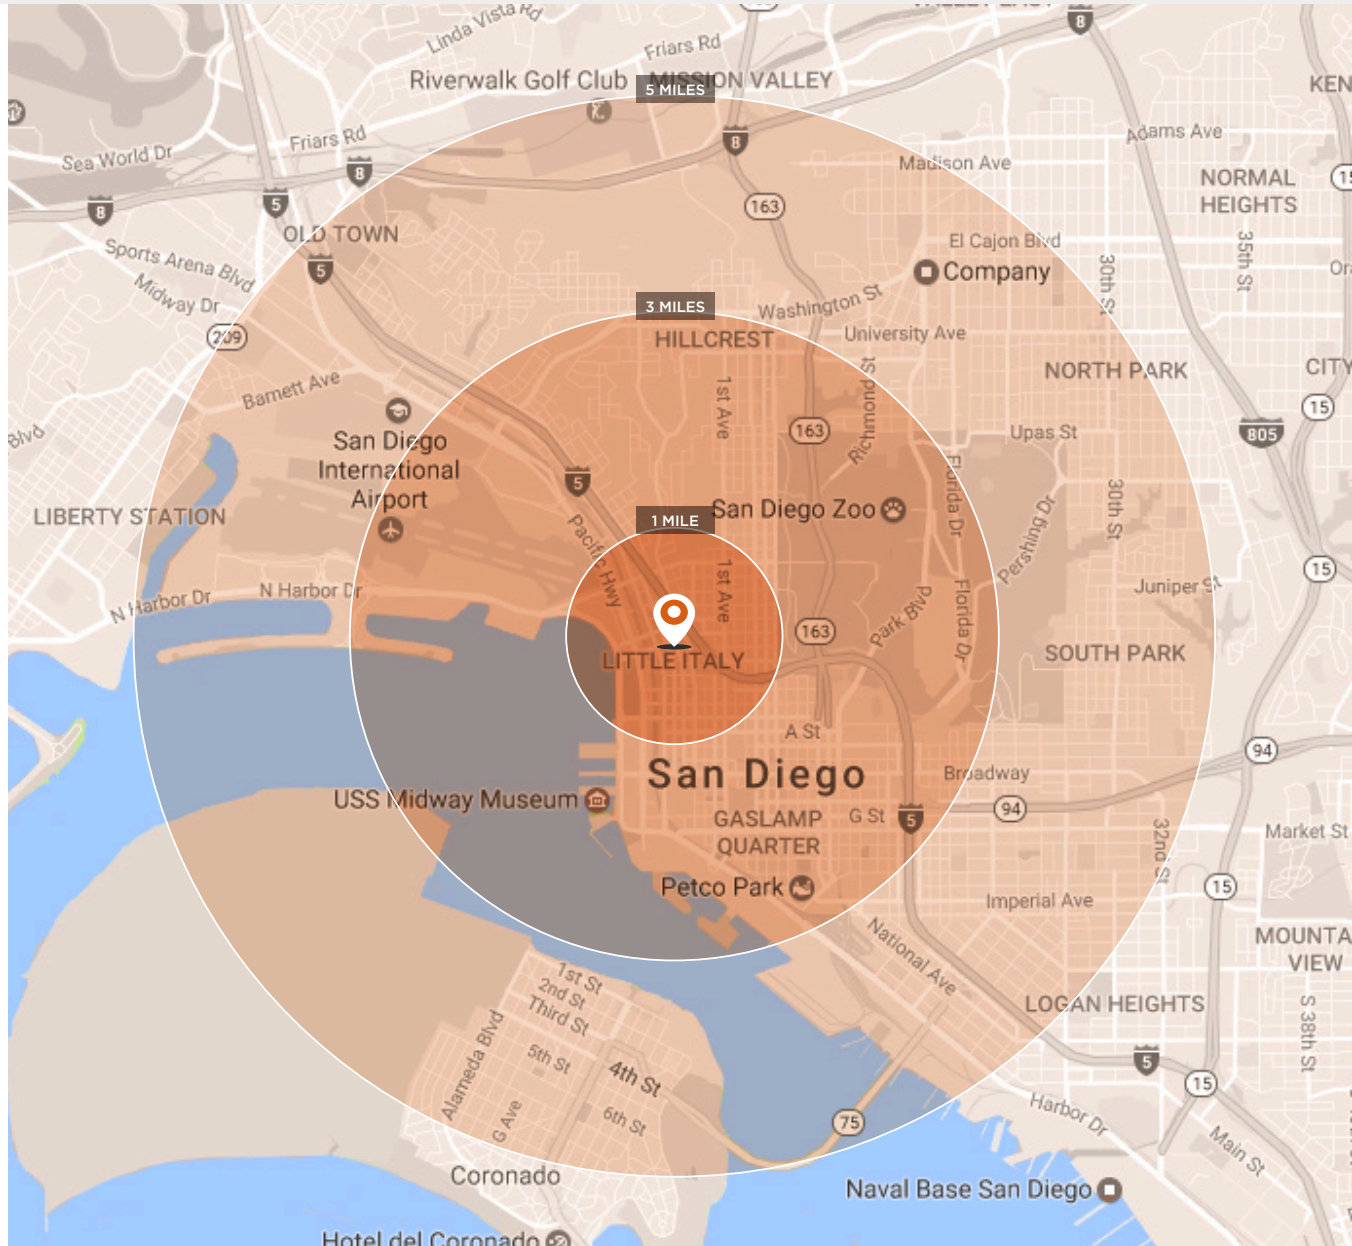 Linda Vista Rd
VALLEY EAST
8
Friars Rd
Riverwalk Golf Club
MISSION VALLEY
5 MILES
KEN
Adams Ave
Friars Rd
8
Sea World Dr
Madison Ave
8
NORMAL
HEIGHTS
15
8
5
163
OLD TOWN
El Cajon Blvd
35th St
Sports Arena Blvd
5
Company
30th St
Midway Dr
3 MILES
Washington St
209
HILLCREST
University Ave
NORTH PARK
CITY
Barnett Ave
1st Ave
Richmond St
15
San Diego
International
Airport
163
Upas St
805
Blvd
5
Florida Dr
30th St
LIBERTY STATION
1 MILE
San Diego Zoo
Pacific Hwy
Pershing Dr
1st Ave
15
N Harbor Dr
N Harbor Dr
Juniper St
163
Park Blvd
Florida Dr
LITTLE ITALY
SOUTH PARK
A St
94
San Diego
Broadway
USS Midway Museum
94
GASLAMP
QUARTER
G St
5
32nd St
Market St
Petco Park
15
Imperial Ave
National Ave
MOUNTA
VIEW
1st St
2nd St
Third St
LOGAN HEIGHTS
S 38th St
Alameda Blvd
5th St
4th St
5
15
G Ave
6th St
75
Harbor Dr
Main St
Coronado
Naval Base San Diego
Hotel del Coronado